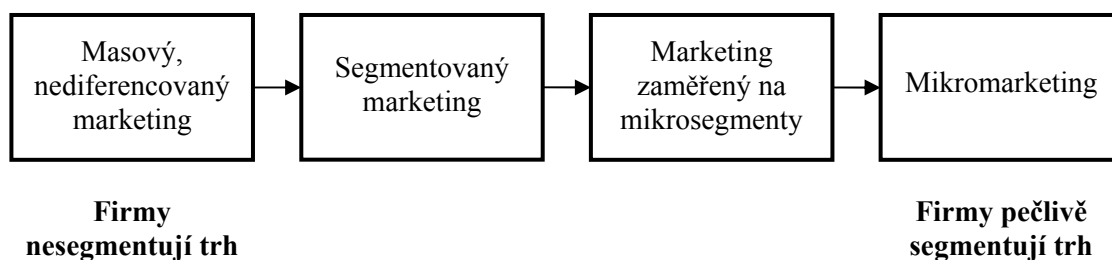 Masový,
nediferencovaný
marketing
Segmentovaný
marketing
Marketing
zaměřený na
mikrosegmenty
Mikromarketing
Firmy
nesegmentují trh
Firmy pečlivě
segmentují trh